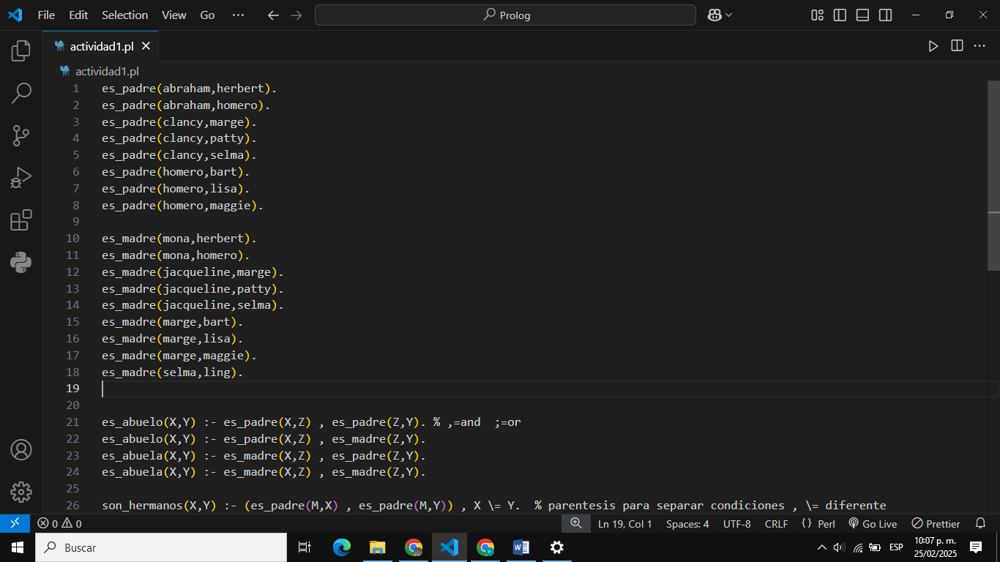 File Edit Selection View Go ··· Prolog
actividad1.pl
actividad1.pl
1 es_padre(abraham,herbert).
2 es_padre(abraham,homero).
3 es_padre(clancy,marge).
4 es_padre(clancy,patty).
5 es_padre(clancy,selma).
6 es_padre(homero,bart).
7 es_padre(homero,lisa).
8 es_padre(homero,maggie).
9
10 es_madre(mona,herbert).
11 es_madre(mona,homero).
12 es_madre(jacqueline,marge).
13 es_madre(jacqueline,patty).
14 es_madre(jacqueline,selma).
15 es_madre(marge,bart).
16 es_madre(marge,lisa).
17 es_madre(marge,maggie).
18 es_madre(selma,ling).
19
20
21 es_abuelo(X,Y) :- es_padre(X,Z) , es_padre(Z,Y). % ,=and  ;=or
22 es_abuelo(X,Y) :- es_padre(X,Z) , es_madre(Z,Y).
23 es_abuela(X,Y) :- es_madre(X,Z) , es_padre(Z,Y).
24 es_abuela(X,Y) :- es_madre(X,Z) , es_madre(Z,Y).
25
26 son_hermanos(X,Y) :- (es_padre(M,X) , es_padre(M,Y)) , X \= Y.  % parentesis para separar condiciones , \= diferente
0 0 Ln 19, Col 1 Spaces: 4 UTF-8 CRLF {} Perl Go Live Prettier
Buscar ESP 10:07 p. m.
25/02/2025